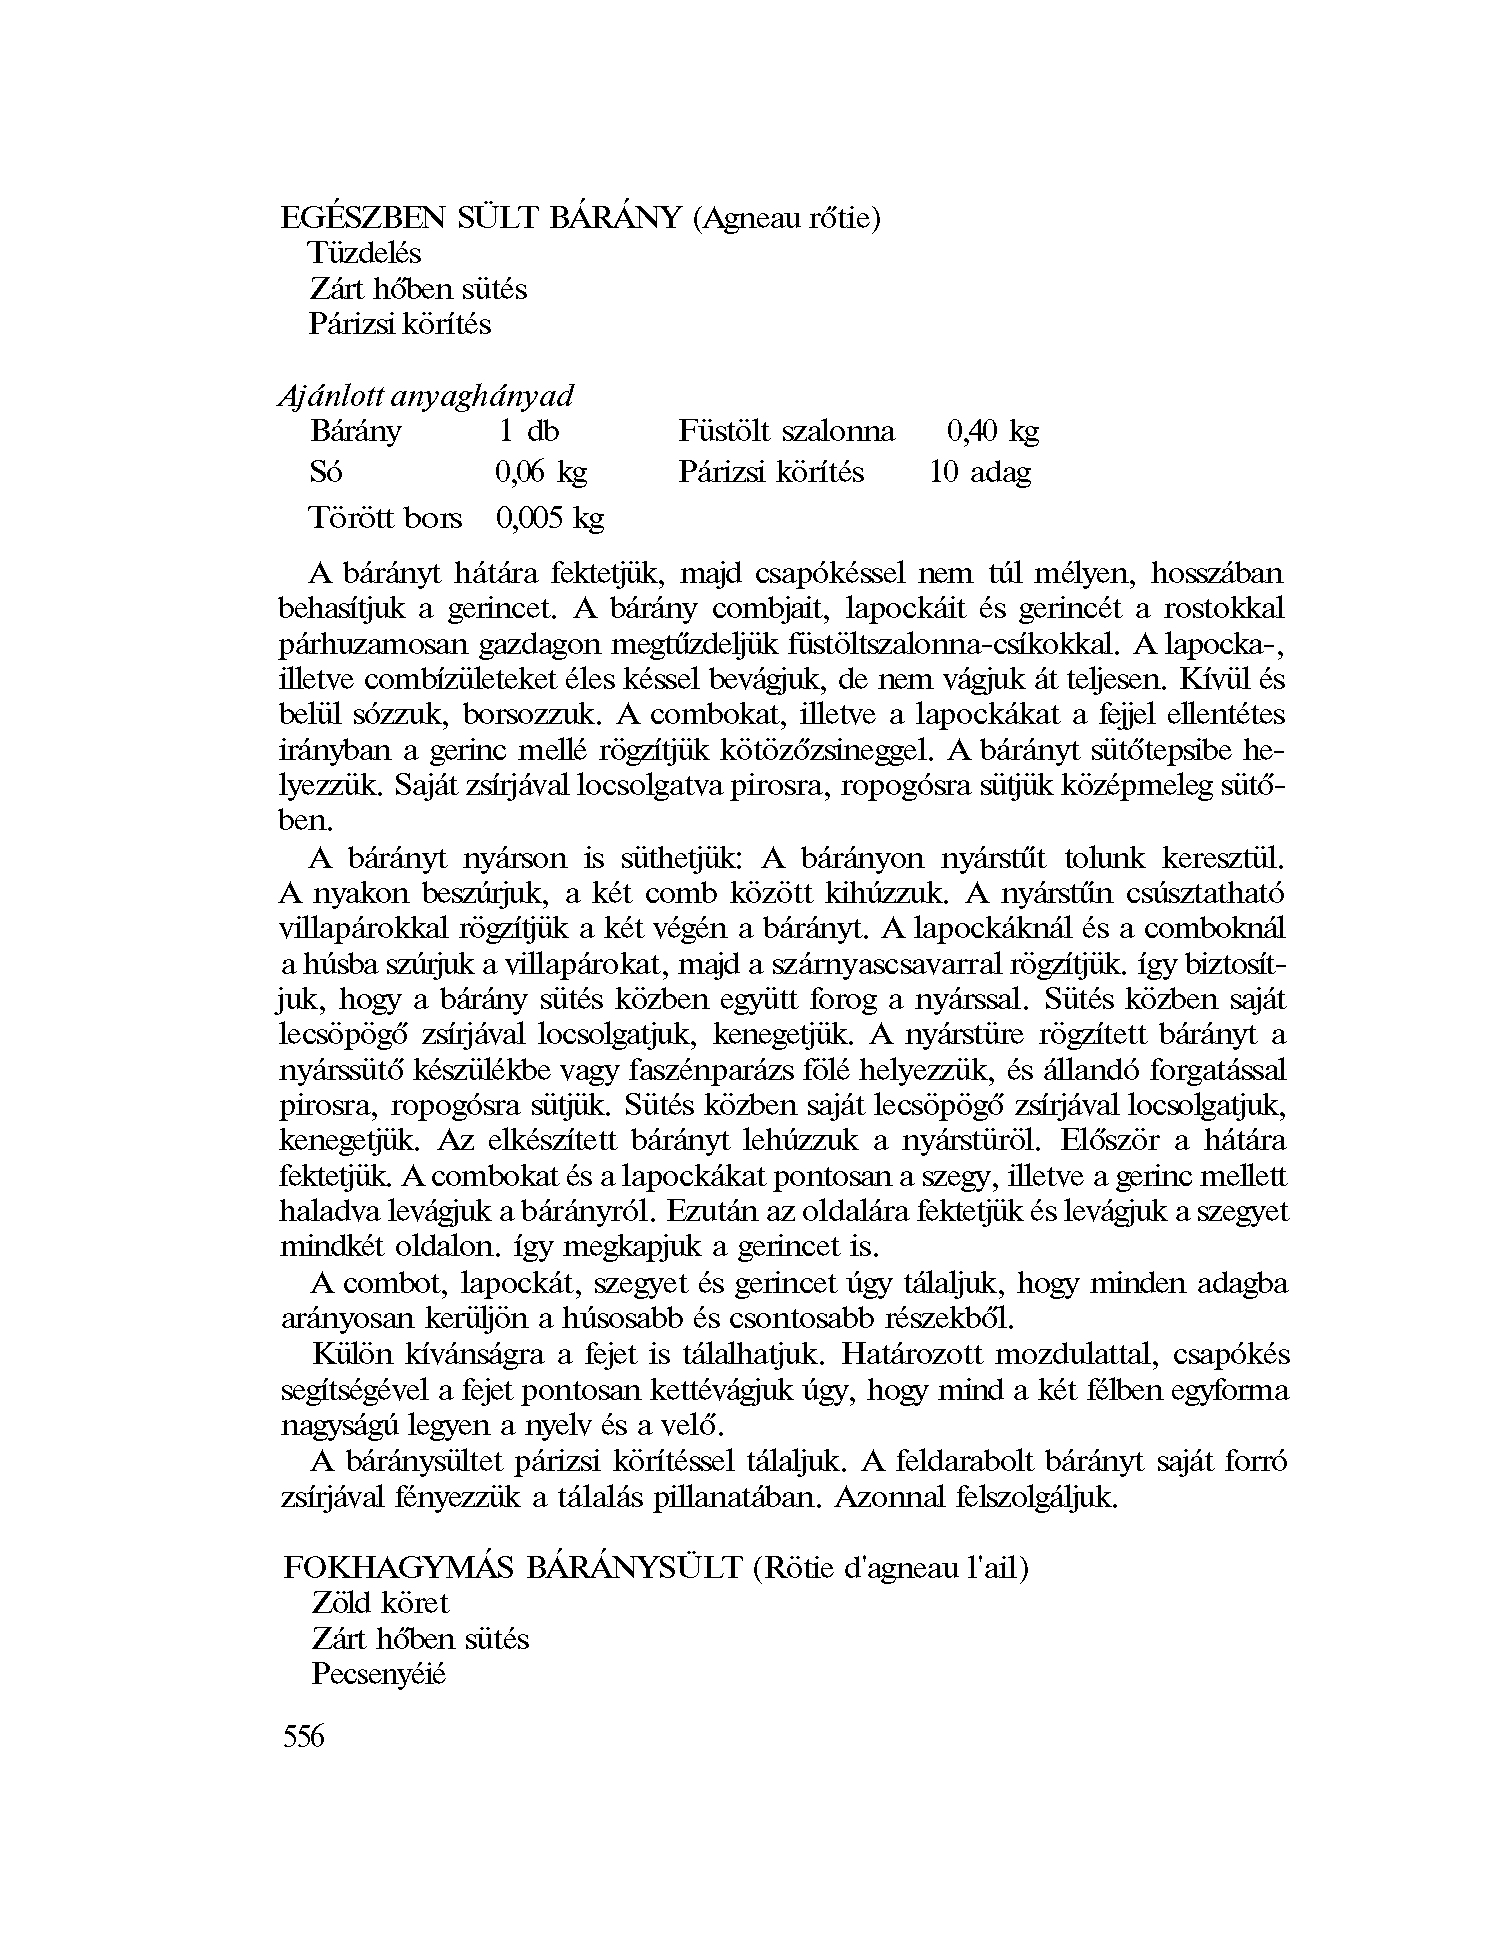 EGÉSZBEN SÜLT BÁRÁNY (Agneau rőtie)
Tüzdelés
Zárt hőben sütés
Párizsi körítés
Ajánlott anyaghányad
Bárány 1 db Füstölt szalonna 0,40 kg
Só 0,06 kg Párizsi körítés 10 adag
Törött bors 0,005 kg
A bárányt hátára fektetjük, majd csapókéssel nem túl mélyen, hosszában
behasítjuk a gerincet. A bárány combjait, lapockáit és gerincét a rostokkal
párhuzamosan gazdagon megtűzdeljük füstöltszalonna-csíkokkal. A lapocka-,
illetve combízületeket éles késsel bevágjuk, de nem vágjuk át teljesen. Kívül és
belül sózzuk, borsozzuk. A combokat, illetve a lapockákat a fejjel ellentétes
irányban a gerinc mellé rögzítjük kötözőzsineggel. A bárányt sütőtepsibe he-
lyezzük. Saját zsírjával locsolgatva pirosra, ropogósra sütjük középmeleg sütő-
ben.
A bárányt nyárson is süthetjük: A bárányon nyárstűt tolunk keresztül.
A nyakon beszúrjuk, a két comb között kihúzzuk. A nyárstűn csúsztatható
villapárokkal rögzítjük a két végén a bárányt. A lapockáknál és a comboknál
a húsba szúrjuk a villapárokat, majd a szárnyascsavarral rögzítjük. így biztosít-
juk, hogy a bárány sütés közben együtt forog a nyárssal. Sütés közben saját
lecsöpögő zsírjával locsolgatjuk, kenegetjük. A nyárstüre rögzített bárányt a
nyárssütő készülékbe vagy faszénparázs fölé helyezzük, és állandó forgatással
pirosra, ropogósra sütjük. Sütés közben saját lecsöpögő zsírjával locsolgatjuk,
kenegetjük. Az elkészített bárányt lehúzzuk a nyárstüröl. Először a hátára
fektetjük. A combokat és a lapockákat pontosan a szegy, illetve a gerinc mellett
haladva levágjuk a bárányról. Ezután az oldalára fektetjük és levágjuk a szegyet
mindkét oldalon. így megkapjuk a gerincet is.
A combot, lapockát, szegyet és gerincet úgy tálaljuk, hogy minden adagba
arányosan kerüljön a húsosabb és csontosabb részekből.
Külön kívánságra a fejet is tálalhatjuk. Határozott mozdulattal, csapókés
segítségével a fejet pontosan kettévágjuk úgy, hogy mind a két félben egyforma
nagyságú legyen a nyelv és a velő.
A báránysültet párizsi körítéssel tálaljuk. A feldarabolt bárányt saját forró
zsírjával fényezzük a tálalás pillanatában. Azonnal felszolgáljuk.
FOKHAGYMÁS BÁRÁNYSÜLT (Rötie d'agneau l'ail)
Zöld köret
Zárt hőben sütés
Pecsenyéié
556